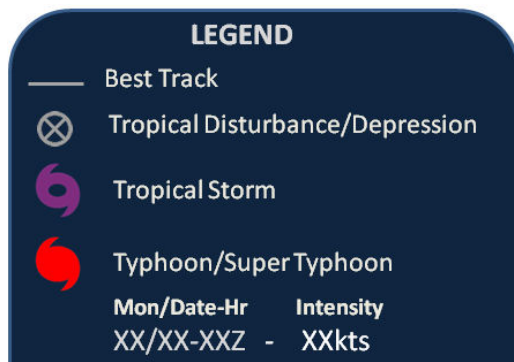 LEGEND
Best Track
Tropical Disturbance/Depression
Tropical Storm
Typhoon/Super Typhoon
Mon/Date-Hr Intensity
XX/XX-XXZ - XXkts